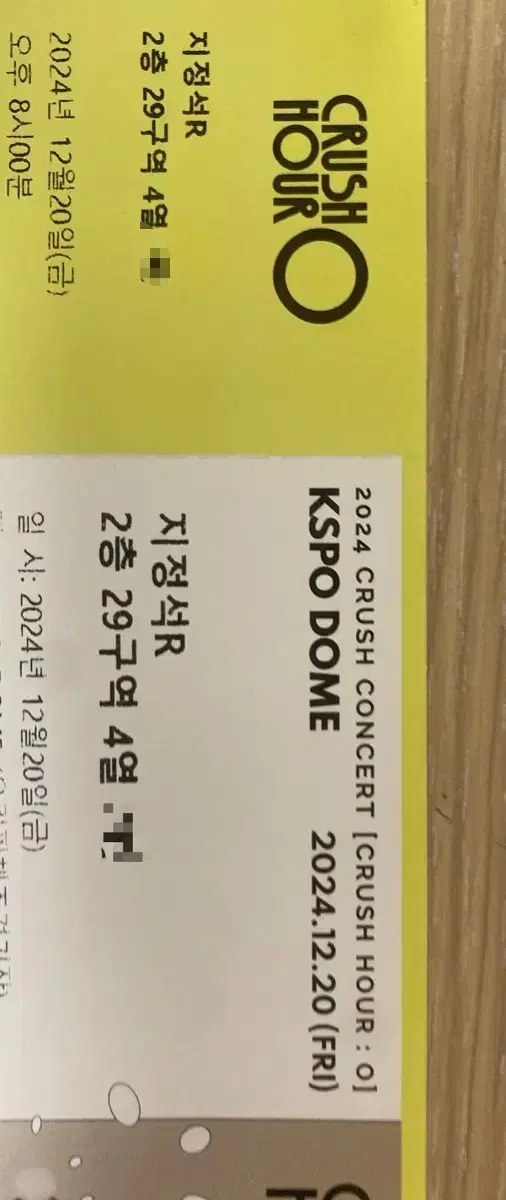 CRUSH
HOUR O
지정석R
2층 29구역 4열
2024년 12월20일(금)
오후 8시00분
2024 CRUSH CONCERT [CRUSH HOUR : O]
KSPO DOME 2024.12.20 (FRI)
지정석R
2층 29구역 4열
일 시: 2024년 12월20일(금)